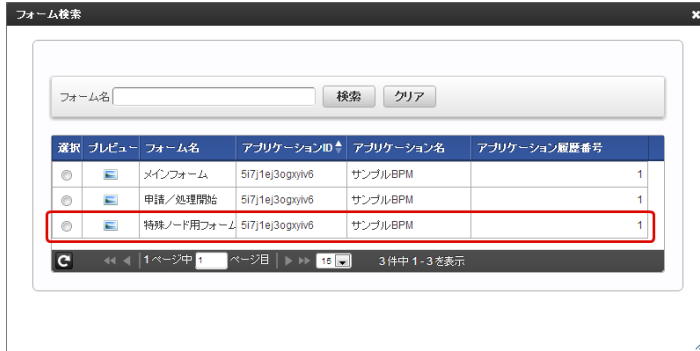 フォーム検索
フォーム名 検索 クリア
選択 プレビュー フォーム名 アプリケーションID アプリケーション名 アプリケーション履歴番号
メインフォーム 5i7j1ej3ogxyiv6 サンプルBPM 1
申請／処理開始 5i7j1ej3ogxyiv6 サンプルBPM 1
特殊ノード用フォーム 5i7j1ej3ogxyiv6 サンプルBPM 1
1ページ中 1 ページ目 15 3件中 1 - 3 を表示